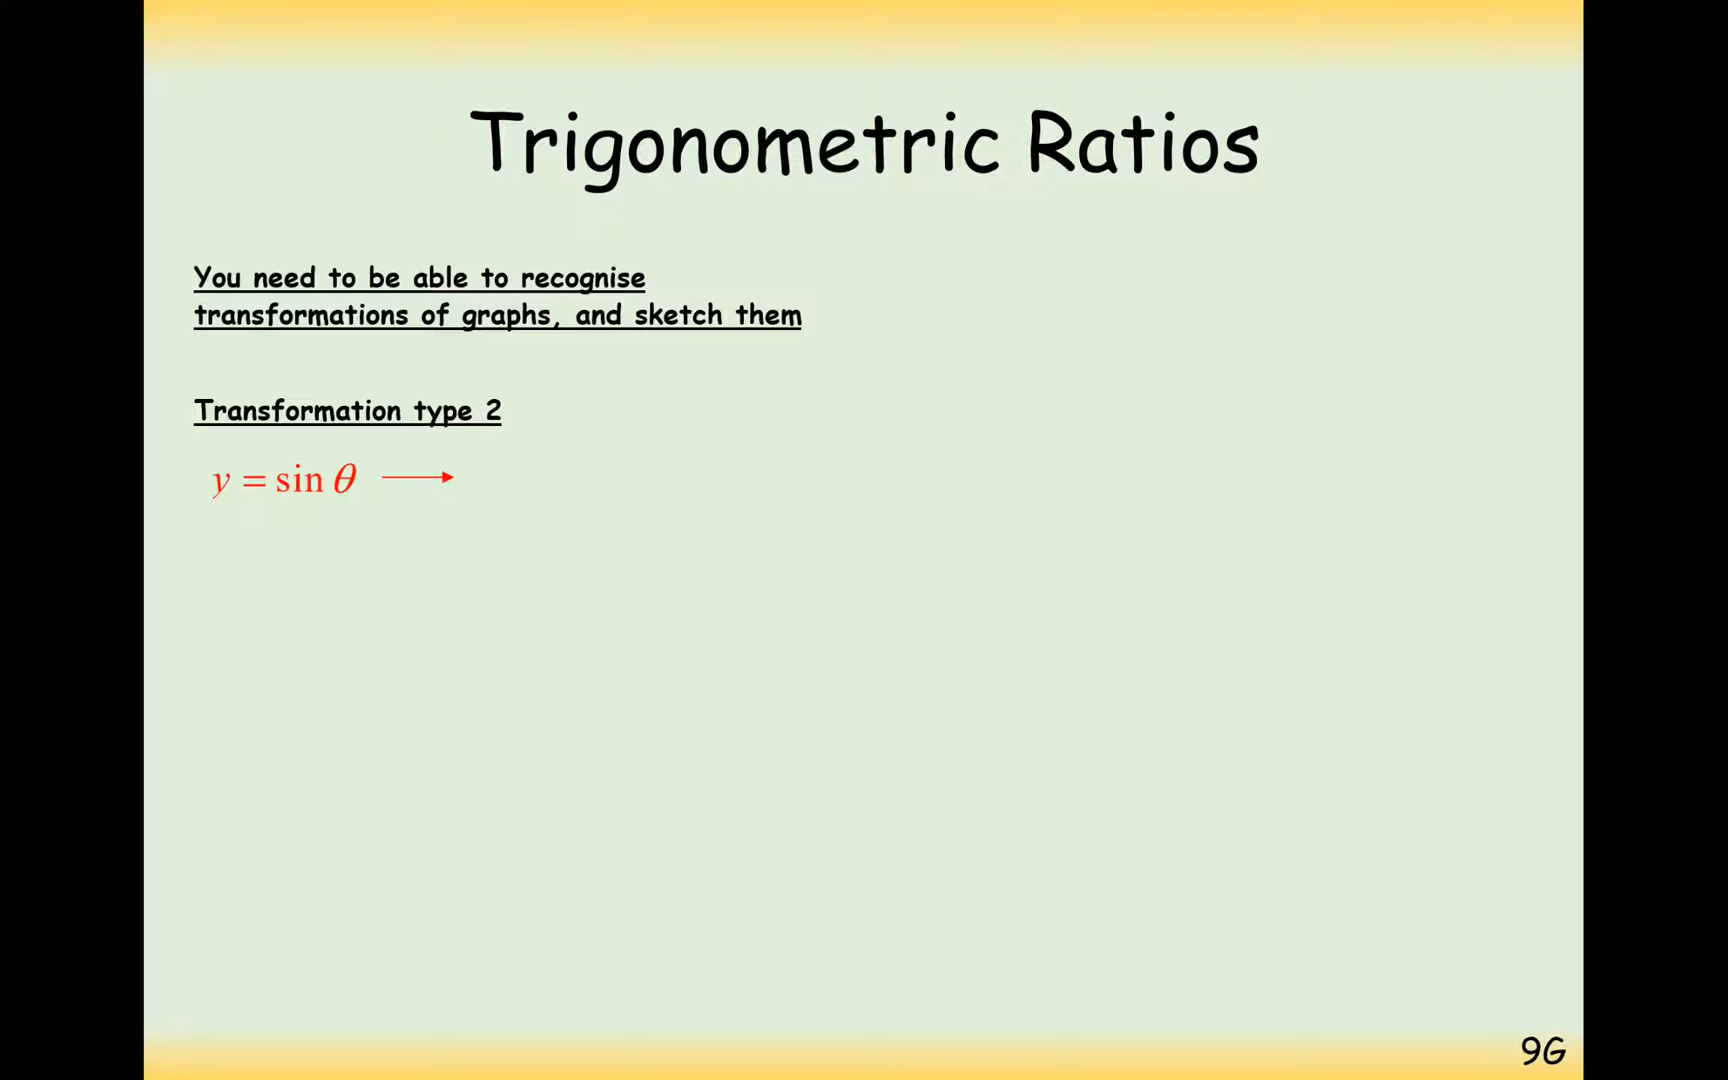 Trigonometric Ratios
You need to be able to recognise
transformations of graphs, and sketch them
Transformation type 2
y = sin θ ⟶
9G